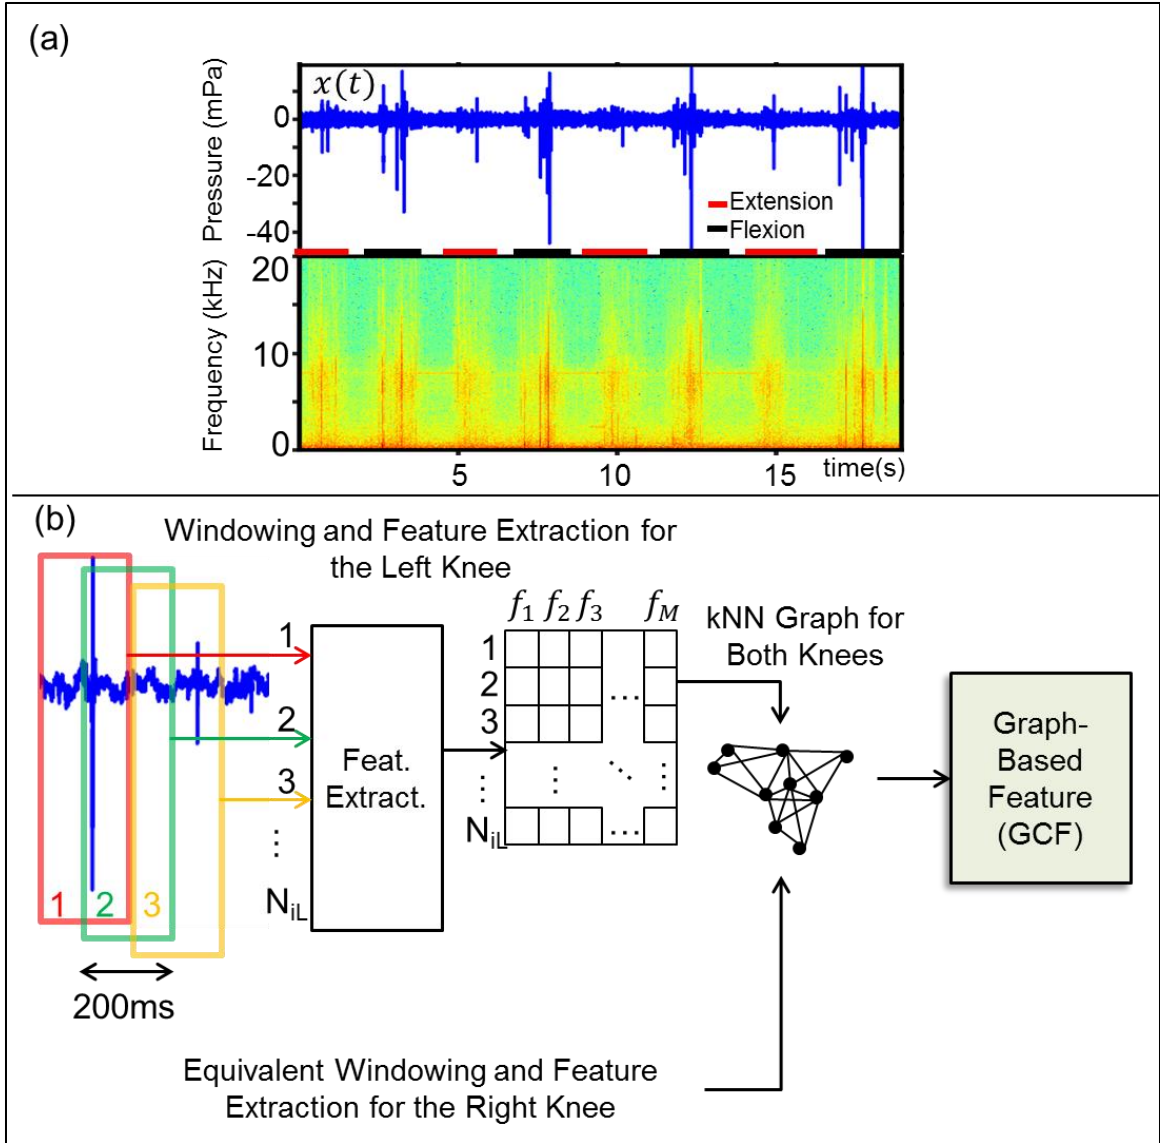 (a)
x(t)
Pressure (mPa)
0
-20
-40
Extension
Flexion
Frequency (kHz)
20
10
0
5
10
15
time(s)
(b)
Windowing and Feature Extraction for
the Left Knee
1
2
3
200ms
1
2
3
⋮
N_iL
Feat.
Extract.
f_1 f_2 f_3 f_M
1
2
3
⋮
N_iL
...
⋮ ⋱ ⋮
...
kNN Graph for
Both Knees
Graph-
Based
Feature
(GCF)
Equivalent Windowing and Feature
Extraction for the Right Knee